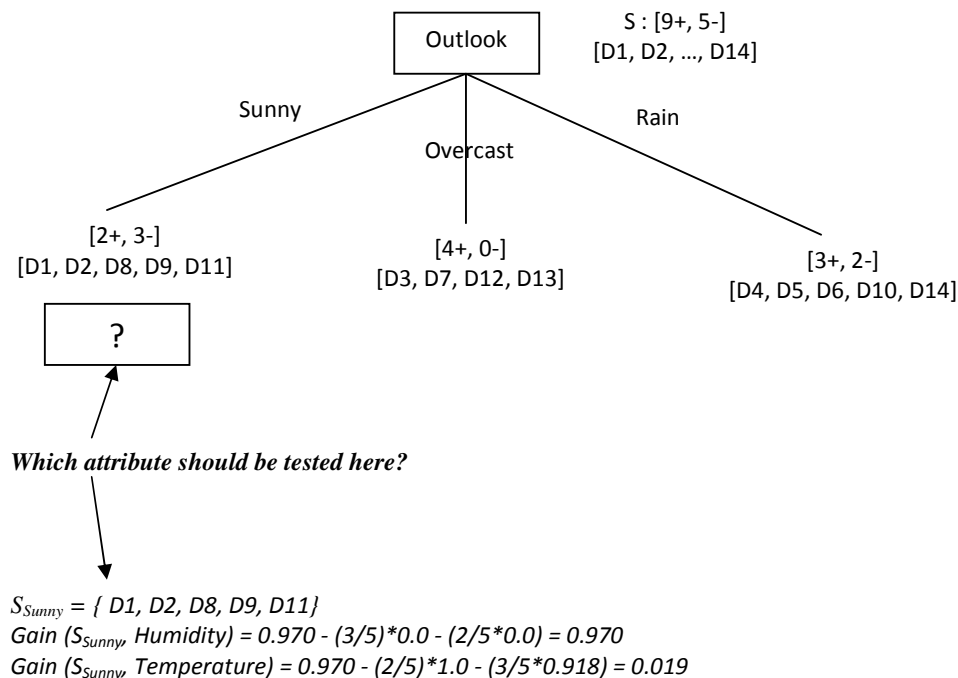 Outlook
S : [9+, 5-]
[D1, D2, …, D14]
Sunny
Overcast
Rain
[2+, 3-]
[D1, D2, D8, D9, D11]
[4+, 0-]
[D3, D7, D12, D13]
[3+, 2-]
[D4, D5, D6, D10, D14]
?
Which attribute should be tested here?
S_Sunny = { D1, D2, D8, D9, D11}
Gain (S_Sunny, Humidity) = 0.970 - (3/5)*0.0 - (2/5*0.0) = 0.970
Gain (S_Sunny, Temperature) = 0.970 - (2/5)*1.0 - (3/5*0.918) = 0.019